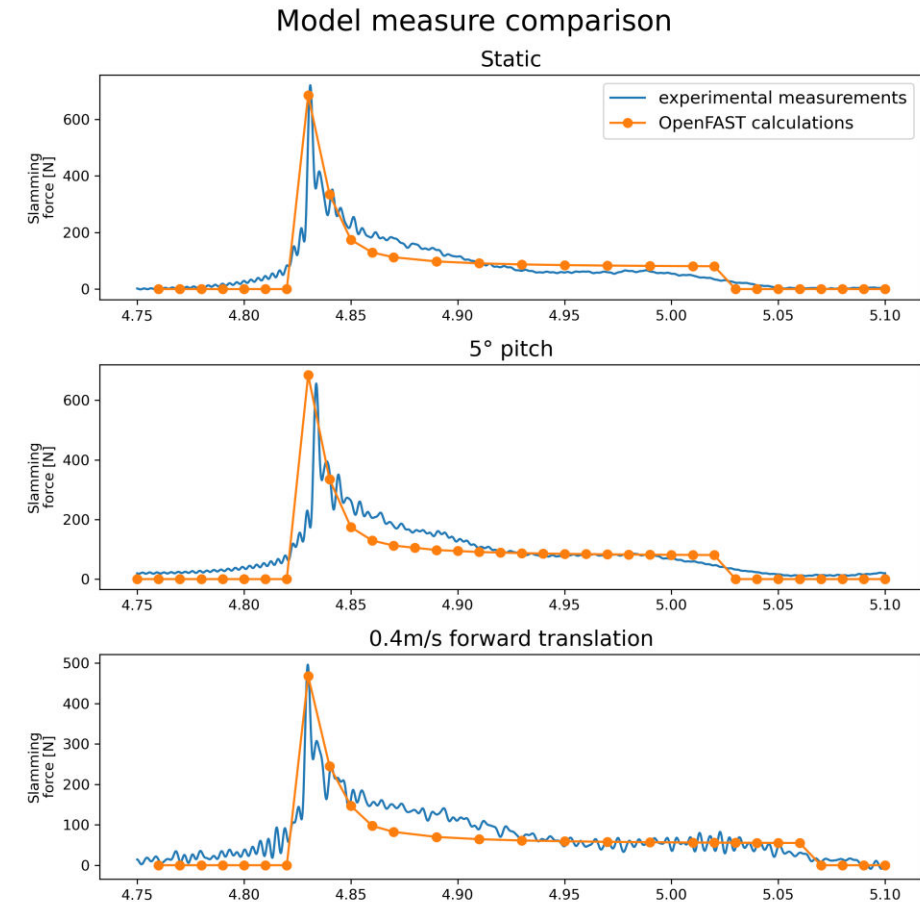 Model measure comparison
Static
experimental measurements
OpenFAST calculations
Slamming
force [N]
600
400
200
0
4.75 4.80 4.85 4.90 4.95 5.00 5.05 5.10
5° pitch
Slamming
force [N]
600
400
200
0
4.75 4.80 4.85 4.90 4.95 5.00 5.05 5.10
0.4m/s forward translation
Slamming
force [N]
500
400
300
200
100
0
4.75 4.80 4.85 4.90 4.95 5.00 5.05 5.10